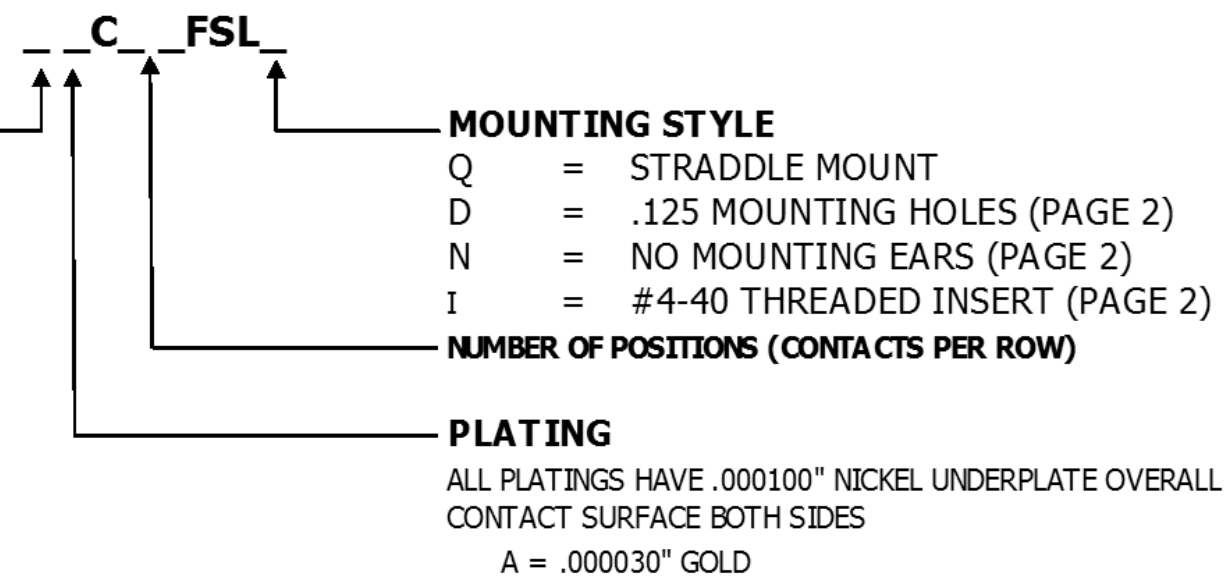 _ _C_ _FSL_
MOUNTING STYLE
Q = STRADDLE MOUNT
D = .125 MOUNTING HOLES (PAGE 2)
N = NO MOUNTING EARS (PAGE 2)
I = #4-40 THREADED INSERT (PAGE 2)
NUMBER OF POSITIONS (CONTACTS PER ROW)
PLATING
ALL PLATINGS HAVE .000100" NICKEL UNDERPLATE OVERALL
CONTACT SURFACE BOTH SIDES
A = .000030" GOLD